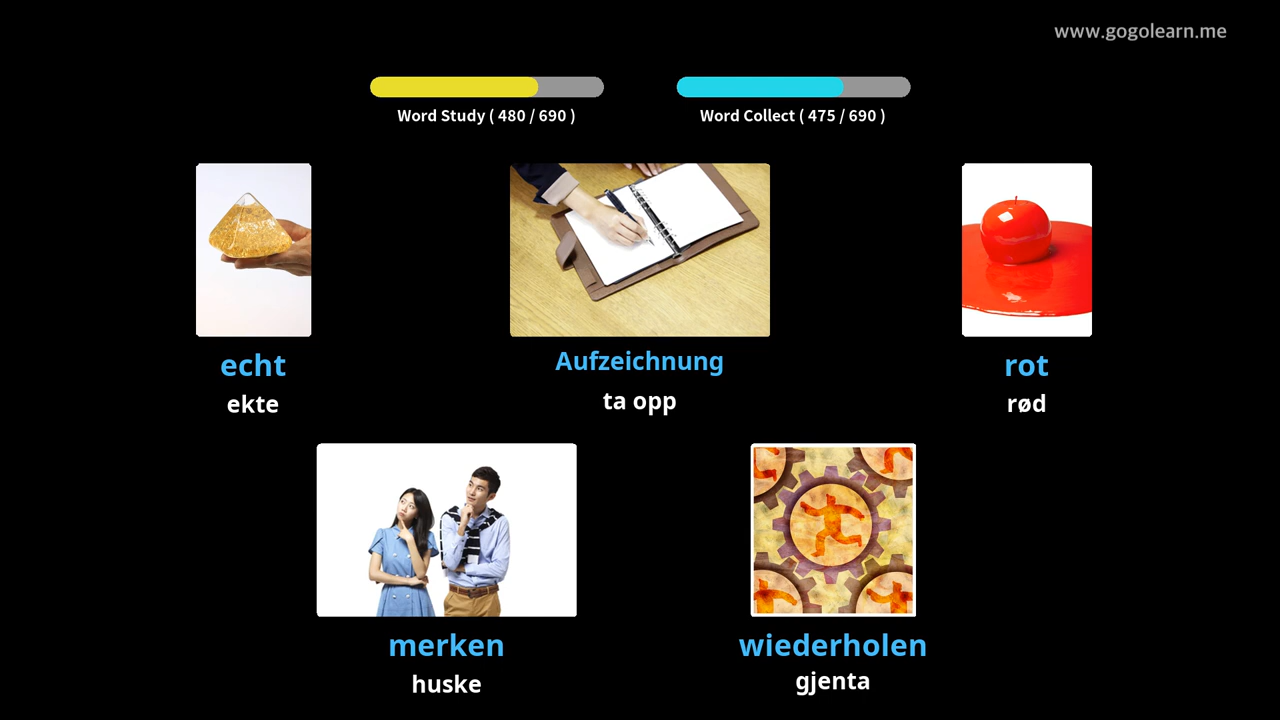 www.gogolearn.me
Word Study ( 480 / 690 )
Word Collect ( 475 / 690 )
echt
ekte
Aufzeichnung
ta opp
rot
rød
merken
huske
wiederholen
gjenta